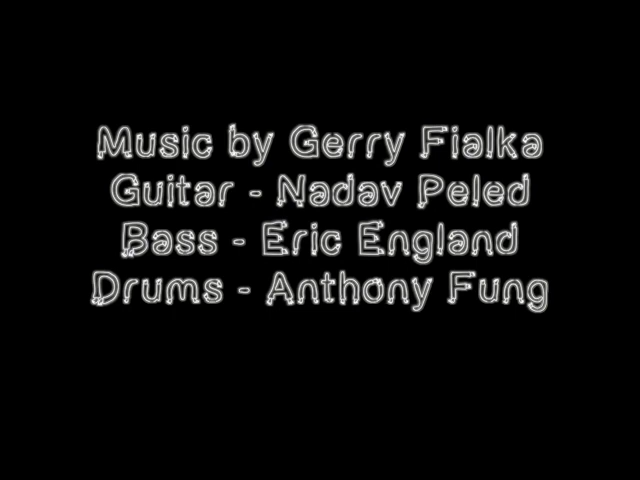 Music by Gerry Fialka
Guitar - Nadav Peled
Bass - Eric England
Drums - Anthony Fung